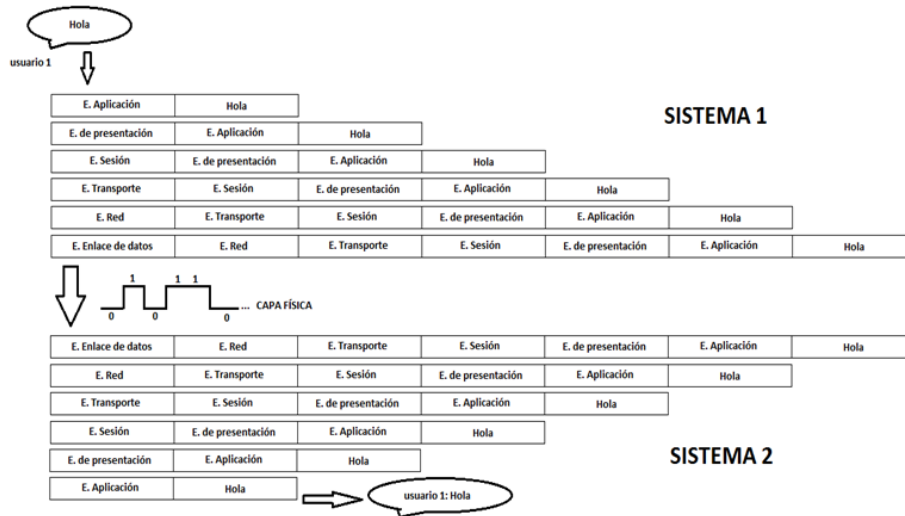 Hola
usuario 1
E. Aplicación Hola
SISTEMA 1
E. de presentación E. Aplicación Hola
E. Sesión E. de presentación E. Aplicación Hola
E. Transporte E. Sesión E. de presentación E. Aplicación Hola
E. Red E. Transporte E. Sesión E. de presentación E. Aplicación Hola
E. Enlace de datos E. Red E. Transporte E. Sesión E. de presentación E. Aplicación Hola
1 1 1
... CAPA FÍSICA
0 0 0
E. Enlace de datos E. Red E. Transporte E. Sesión E. de presentación E. Aplicación Hola
E. Red E. Transporte E. Sesión E. de presentación E. Aplicación Hola
E. Transporte E. Sesión E. de presentación E. Aplicación Hola
E. Sesión E. de presentación E. Aplicación Hola
SISTEMA 2
E. de presentación E. Aplicación Hola
E. Aplicación Hola
usuario 1: Hola